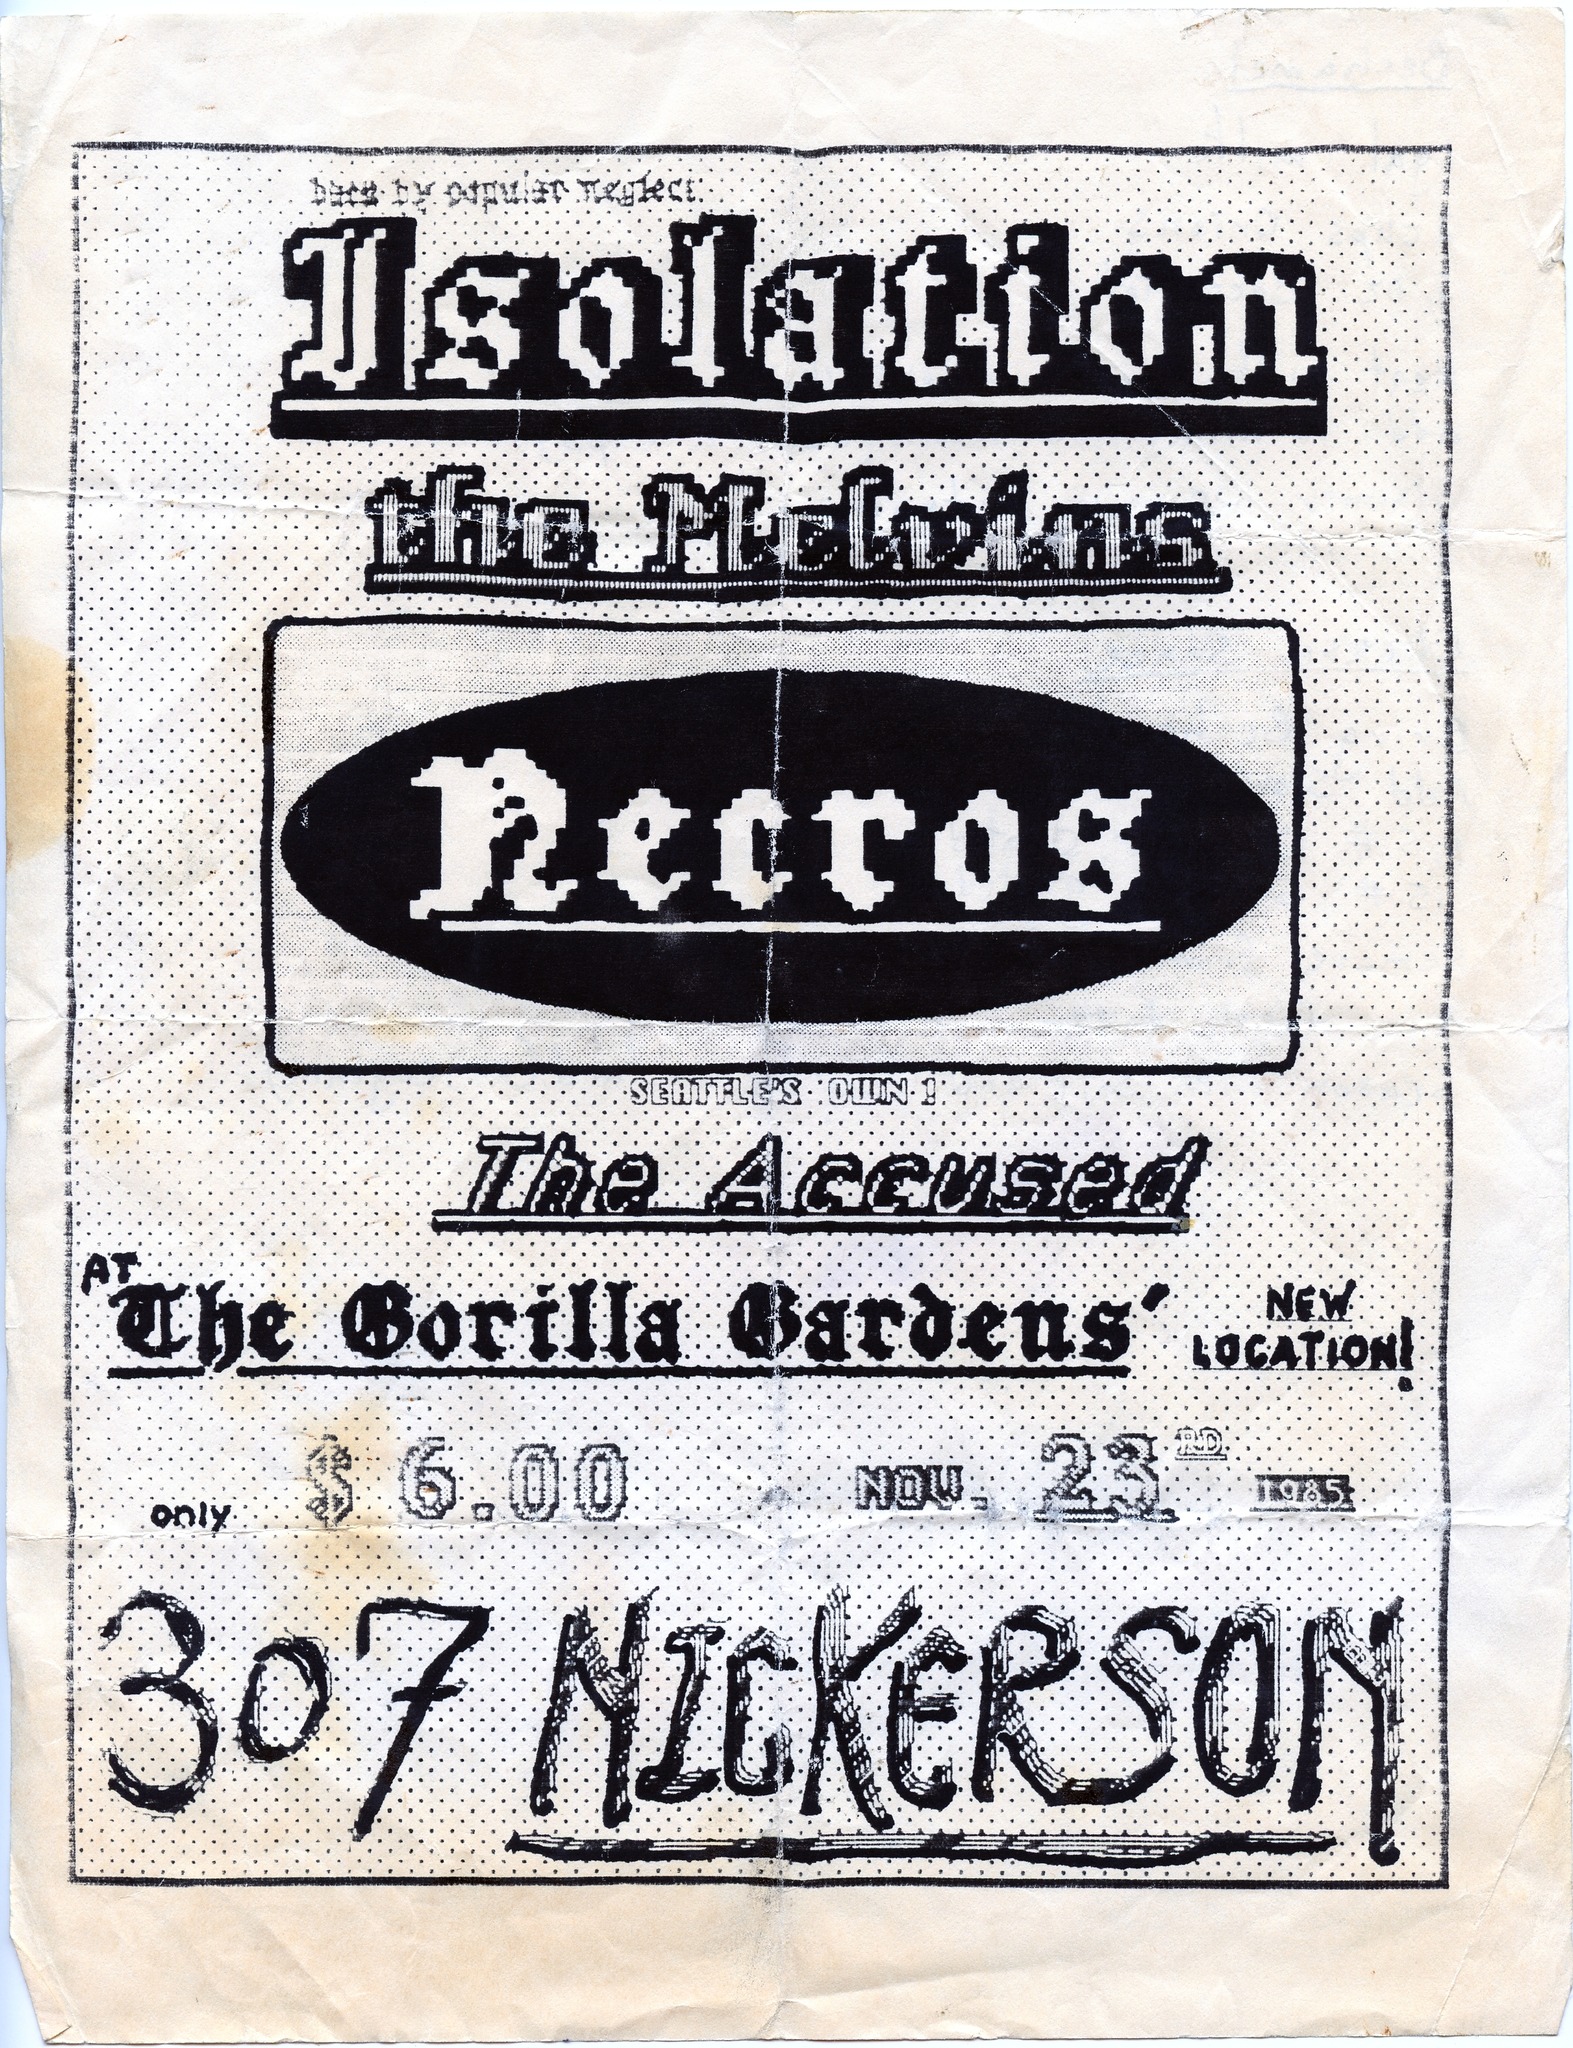 back by popular neglect
Isolation
the Melvins
Necros
SEATTLE'S OWN!
The Accused
AT
The Gorilla Gardens'
NEW
LOCATION!
only $6.00 NOV. 23RD 1985
307 NICKERSON